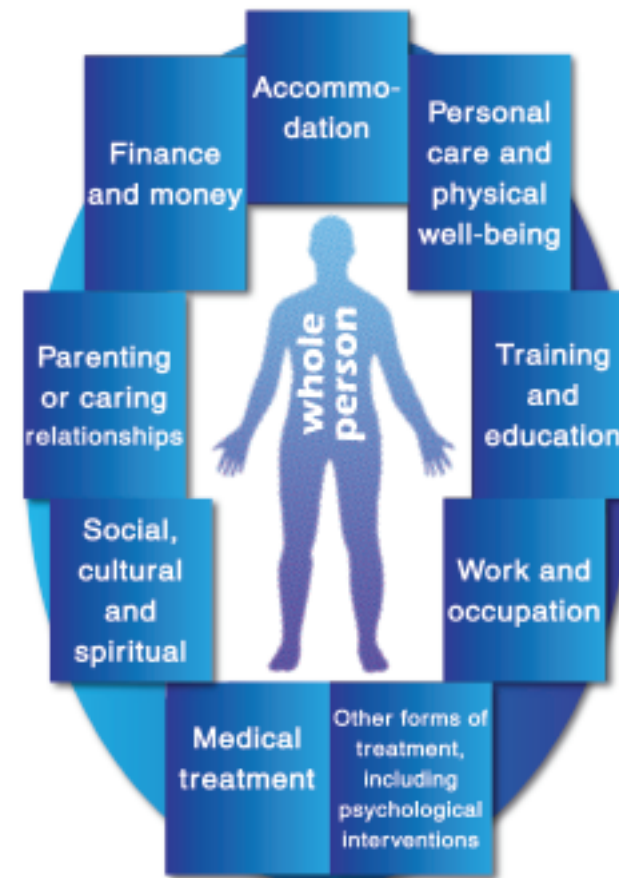 Accommo-
dation
Personal
care and
physical
well-being
Training
and
education
Work and
occupation
Other forms of
treatment,
including
psychological
interventions
Medical
treatment
Social,
cultural
and
spiritual
Parenting
or caring
relationships
Finance
and money
whole
person